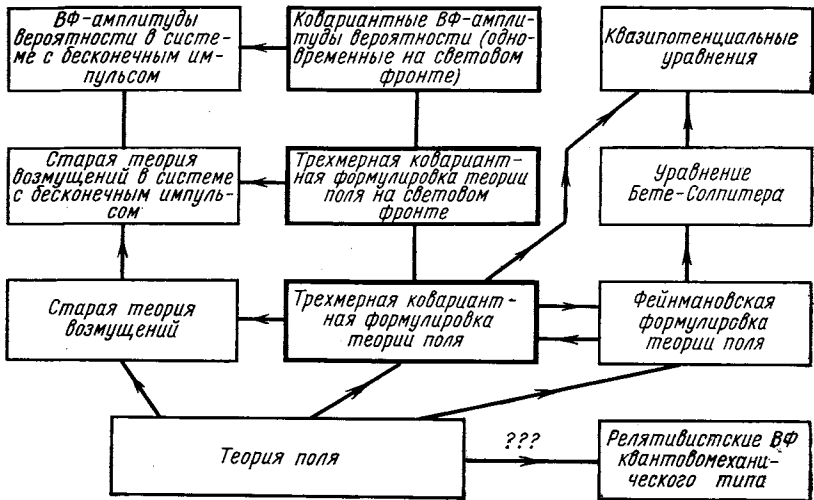 ВФ-амплитуды
вероятности в систе-
ме с бесконечным им-
пульсом
Ковариантные ВФ-ампли-
туды вероятности (одно-
временные на световом
фронте)
Квазипотенциальные
уравнения
Старая теория
возмущений в системе
с бесконечным импуль-
сом
Трехмерная ковариант-
ная формулировка теории
поля на световом
фронте
Уравнение
Бете-Солпитера
Старая теория
возмущений
Трехмерная ковариант-
ная формулировка
теории поля
Фейнмановская
формулировка
теории поля
Теория поля
???
Релятивистские ВФ
квантовомехани-
ческого типа